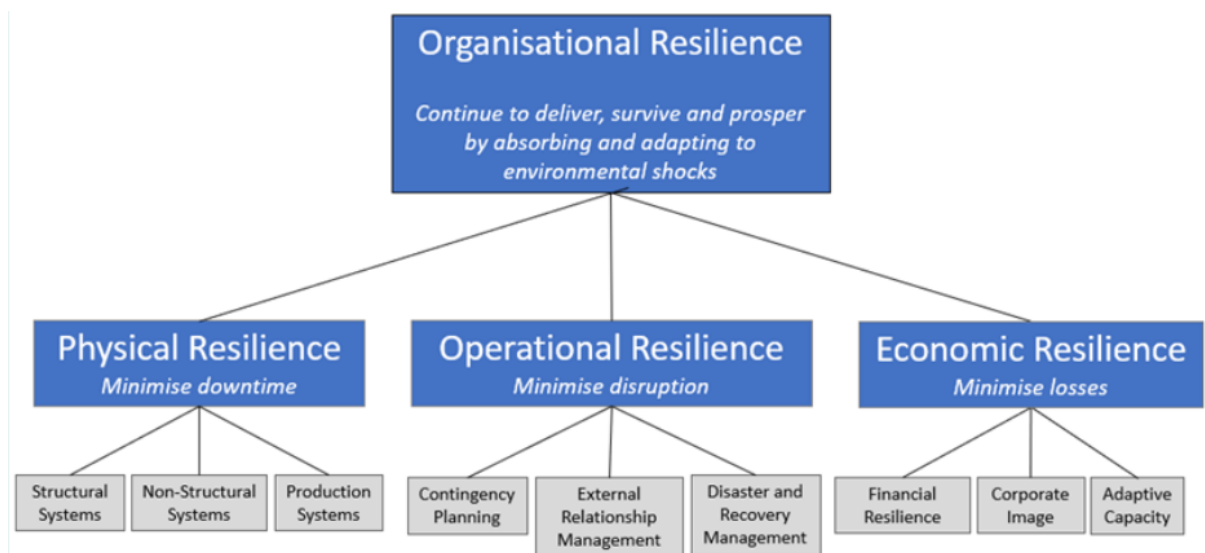 Organisational Resilience
Continue to deliver, survive and prosper
by absorbing and adapting to
environmental shocks
Physical Resilience
Minimise downtime
Operational Resilience
Minimise disruption
Economic Resilience
Minimise losses
Structural
Systems
Non-Structural
Systems
Production
Systems
Contingency
Planning
External
Relationship
Management
Disaster and
Recovery
Management
Financial
Resilience
Corporate
Image
Adaptive
Capacity